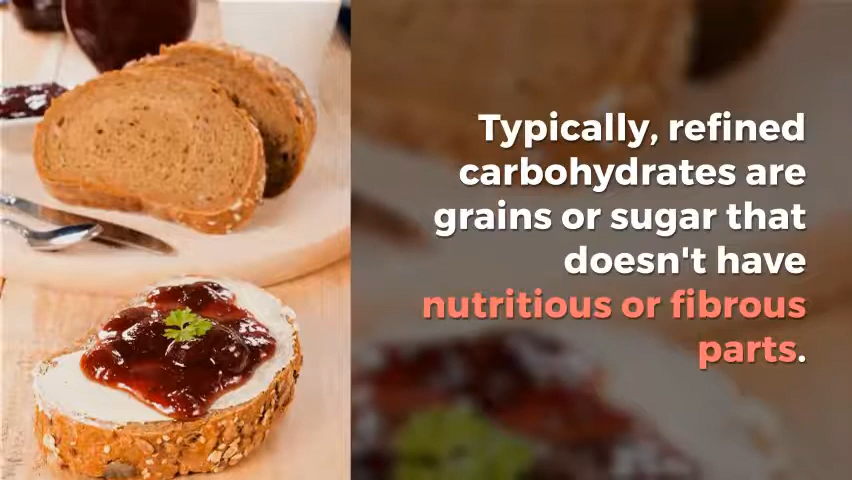 Typically, refined
carbohydrates are
grains or sugar that
doesn't have
nutritious or fibrous
parts.